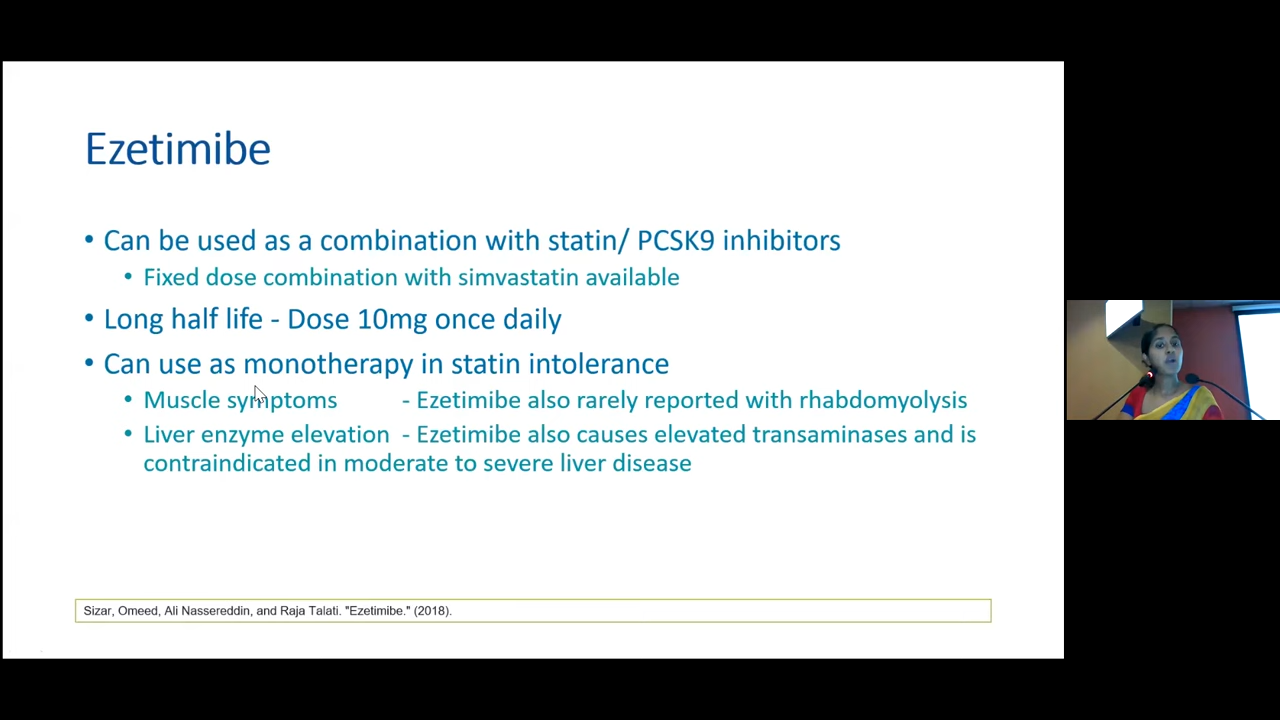 Ezetimibe
• Can be used as a combination with statin/ PCSK9 inhibitors
• Fixed dose combination with simvastatin available
• Long half life - Dose 10mg once daily
• Can use as monotherapy in statin intolerance
• Muscle symptoms - Ezetimibe also rarely reported with rhabdomyolysis
• Liver enzyme elevation - Ezetimibe also causes elevated transaminases and is
contraindicated in moderate to severe liver disease
Sizar, Omeed, Ali Nassereddin, and Raja Talati. "Ezetimibe." (2018).